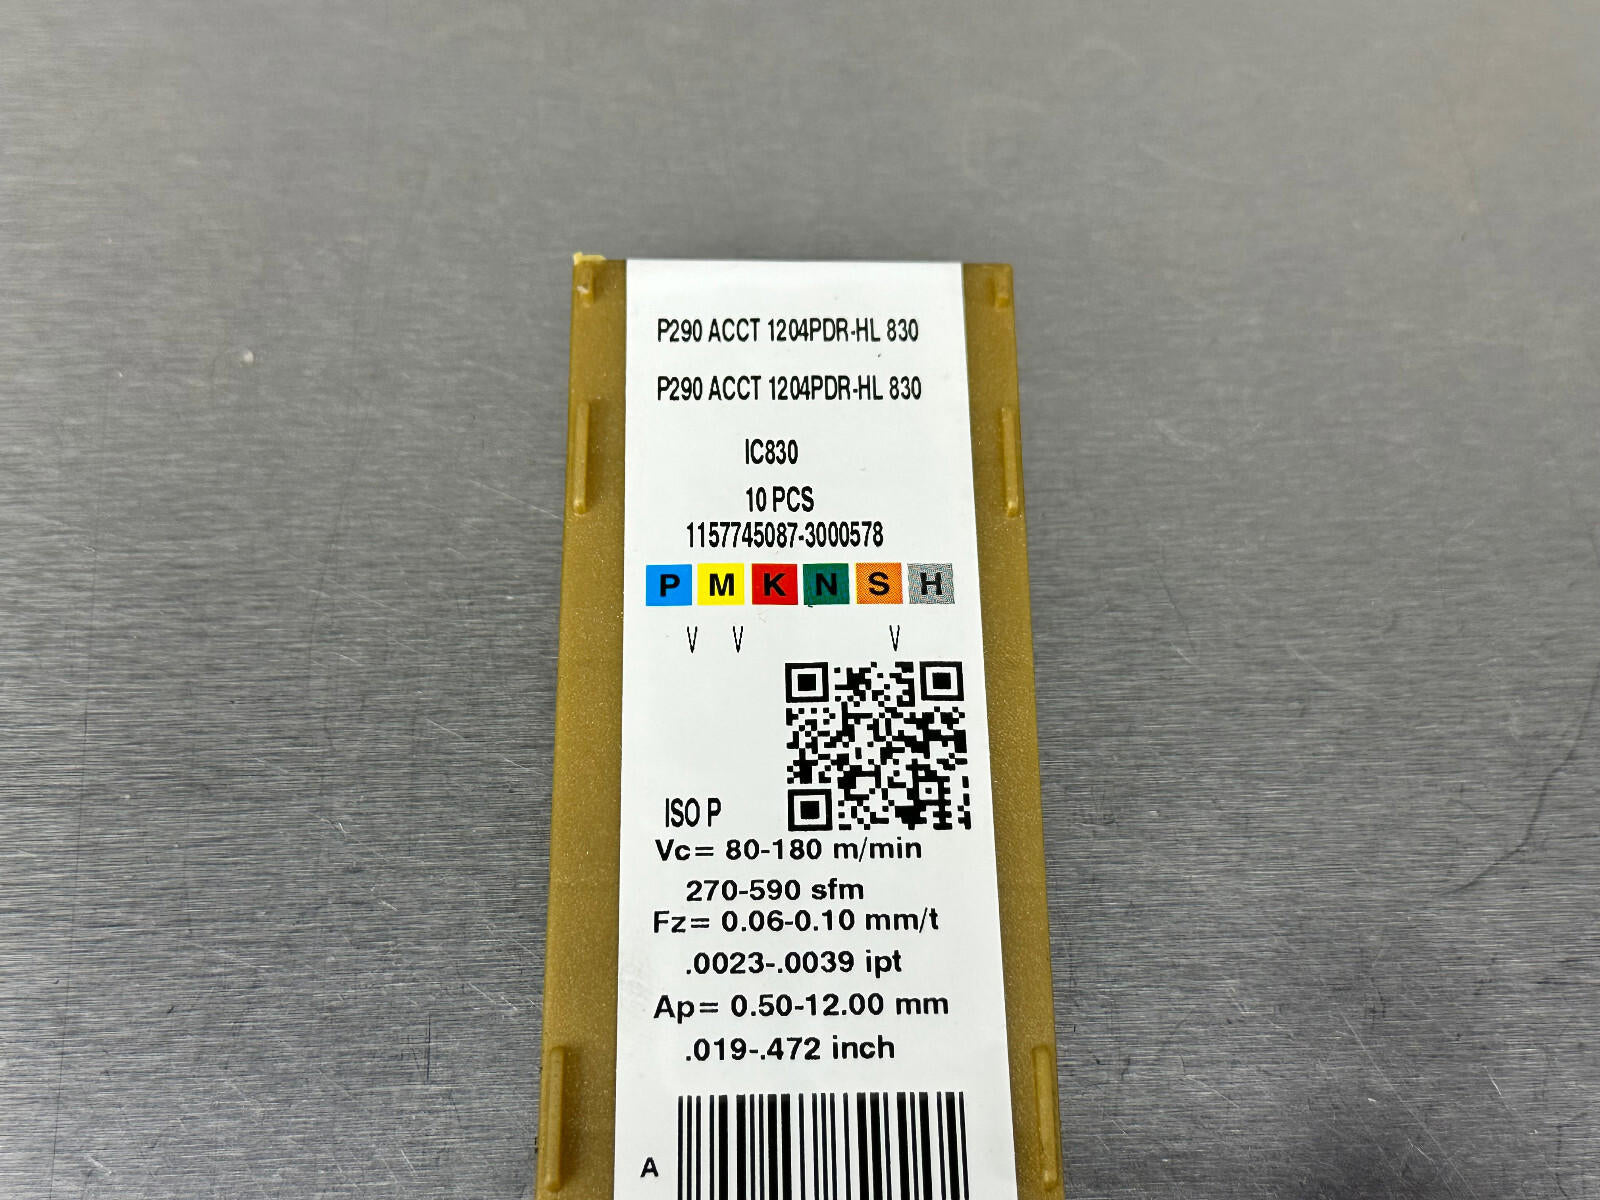 P290 ACCT 1204PDR-HL 830
P290 ACCT 1204PDR-HL 830
IC830
10 PCS
1157745087-3000578
P M K N S H
V V V
ISO P
Vc= 80-180 m/min
270-590 sfm
Fz= 0.06-0.10 mm/t
.0023-.0039 ipt
Ap= 0.50-12.00 mm
.019-.472 inch
A